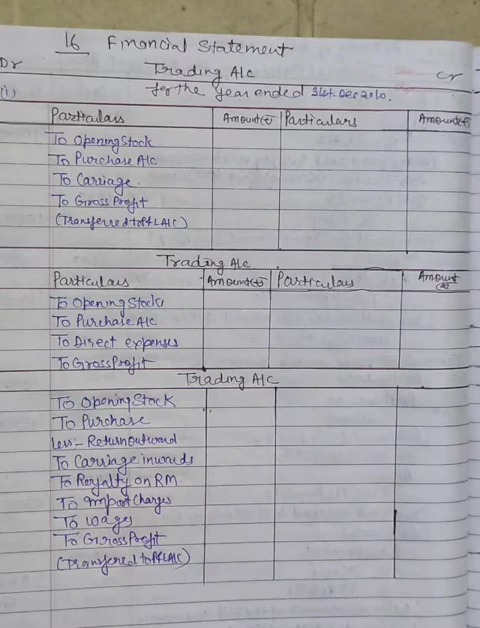 16 Financial Statement
Dr Trading A/c Cr
(i) for the year ended 31st Dec 2010.
Particulars Amount(₹) Particulars Amount(₹)
To Opening Stock
To Purchase A/c
To Carriage.
To Gross Profit
(Transferred to P&L A/c)
Trading A/c
Particulars Amount(₹) Particulars Amount (₹)
To Opening Stock
To Purchase A/c
To Direct expenses
To Gross Profit
Trading A/C
To Opening Stock
To Purchase
Less- Return outward
To Carriage inwards
To Royalty on RM
To Import Charges
To wages
To Gross Profit
(Transferred to P&L A/c)